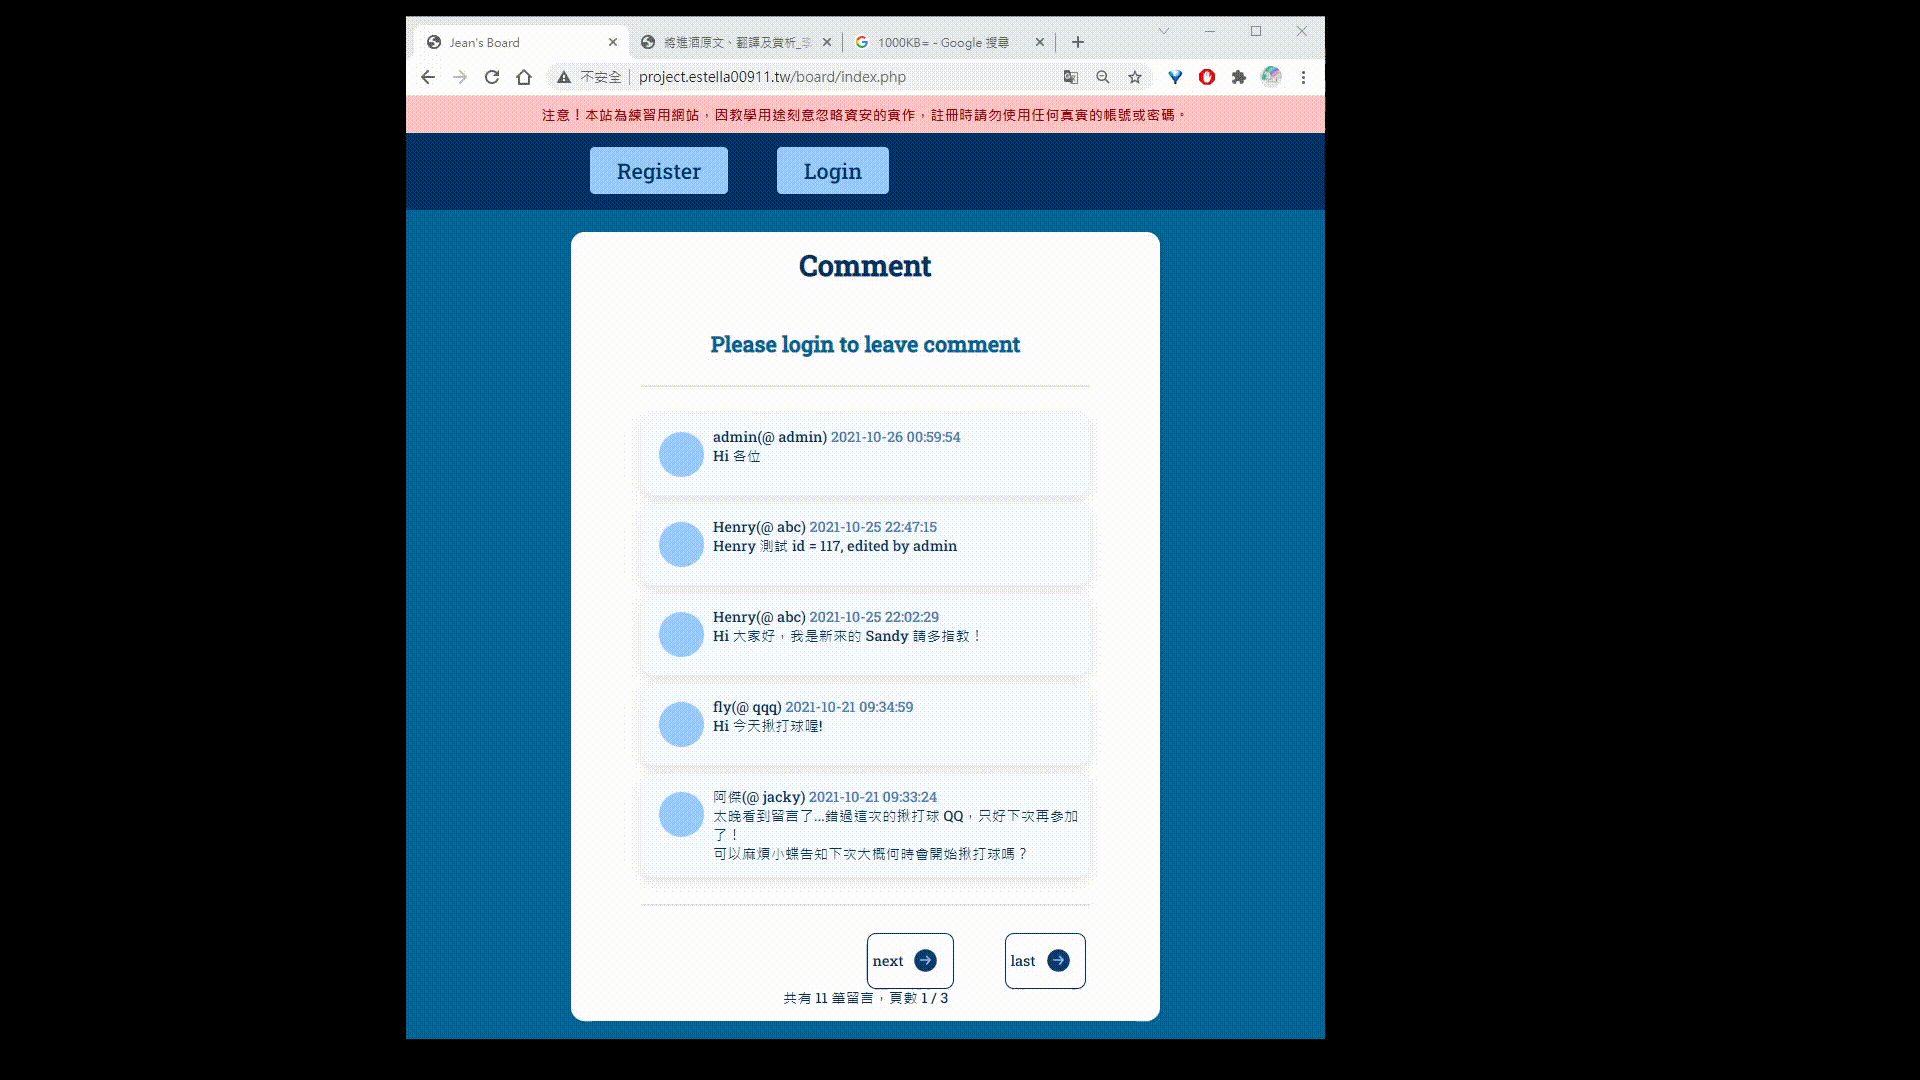 Jean's Board
將進酒原文、翻譯及賞析_李
1000KB= - Google 搜尋
不安全
project.estella00911.tw/board/index.php
注意！本站為練習用網站，因教學用途刻意忽略資安的實作，註冊時請勿使用任何真實的帳號或密碼。
Register
Login
Comment
Please login to leave comment
admin(@ admin) 2021-10-26 00:59:54
Hi 各位
Henry(@ abc) 2021-10-25 22:47:15
Henry 測試 id = 117, edited by admin
Henry(@ abc) 2021-10-25 22:02:29
Hi 大家好，我是新來的 Sandy 請多指教！
fly(@ qqq) 2021-10-21 09:34:59
Hi 今天揪打球喔!
阿傑(@ jacky) 2021-10-21 09:33:24
太晚看到留言了...錯過這次的揪打球 QQ，只好下次再參加
了！
可以麻煩小蝶告知下次大概何時會開始揪打球嗎？
next
last
共有 11 筆留言，頁數 1 / 3